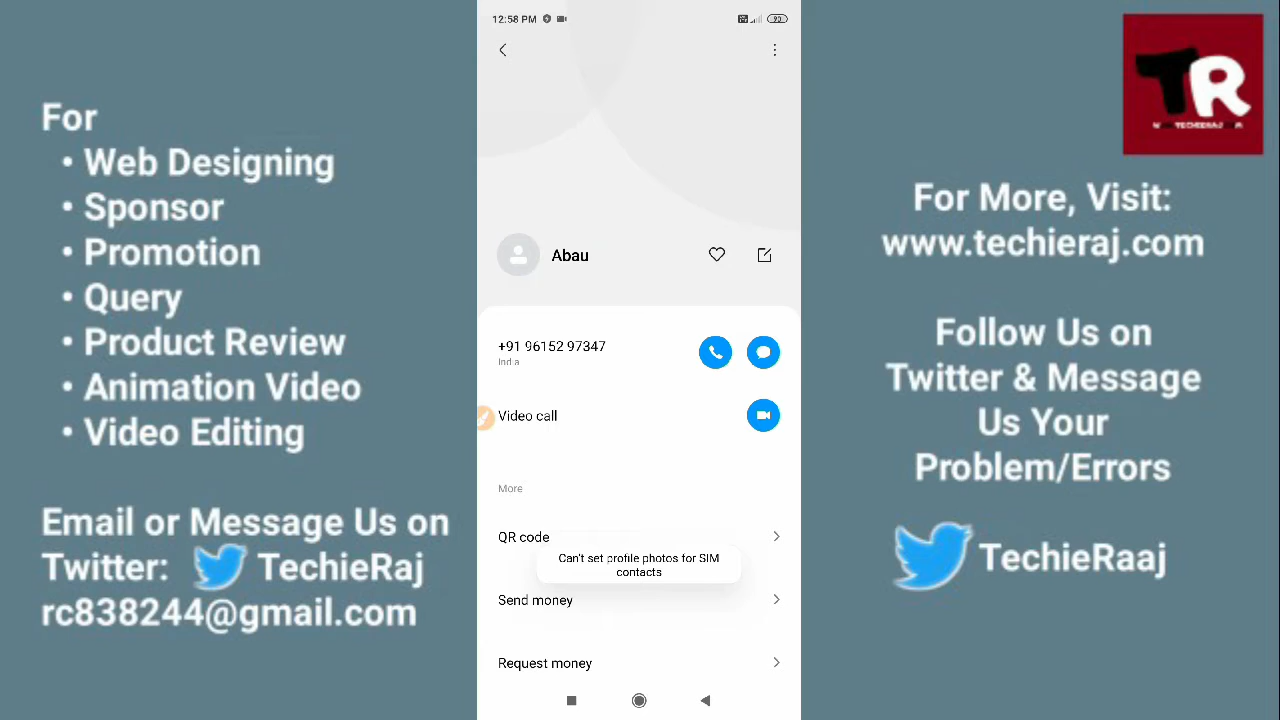 For
• Web Designing
• Sponsor
• Promotion
• Query
• Product Review
• Animation Video
• Video Editing
Email or Message Us on
Twitter: TechieRaj
rc838244@gmail.com
12:58 PM
90
Abau
+91 96152 97347
India
Video call
More
QR code
Can't set profile photos for SIM
contacts
Send money
Request money
TR
For More, Visit:
www.techieraj.com
Follow Us on
Twitter & Message
Us Your
Problem/Errors
TechieRaaj